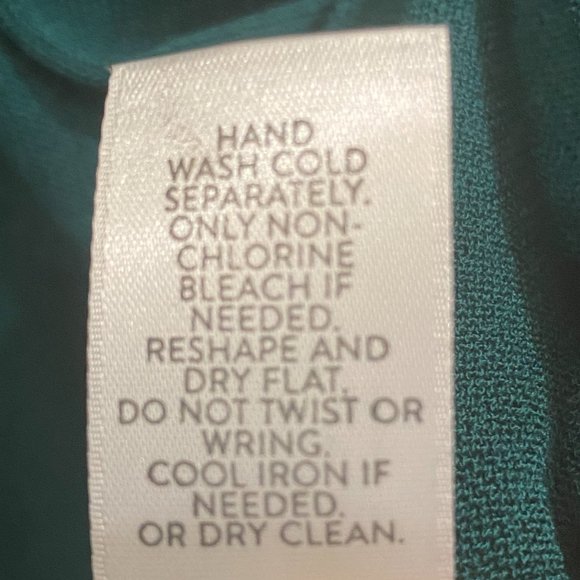 HAND
WASH COLD
SEPARATELY.
ONLY NON-
CHLORINE
BLEACH IF
NEEDED.
RESHAPE AND
DRY FLAT.
DO NOT TWIST OR
WRING.
COOL IRON IF
NEEDED.
OR DRY CLEAN.